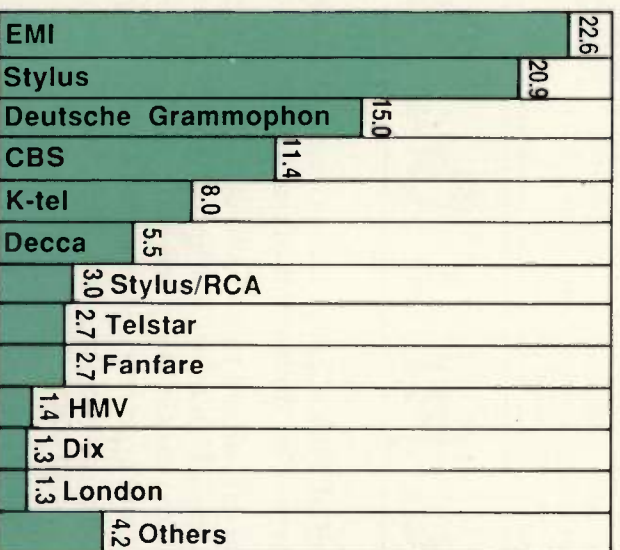 EMI 22.6
Stylus 20.9
Deutsche Grammophon 15.0
CBS 11.4
K-tel 8.0
Decca 5.5
3.0 Stylus/RCA
2.7 Telstar
2.7 Fanfare
1.4 HMV
1.3 Dix
1.3 London
4.2 Others